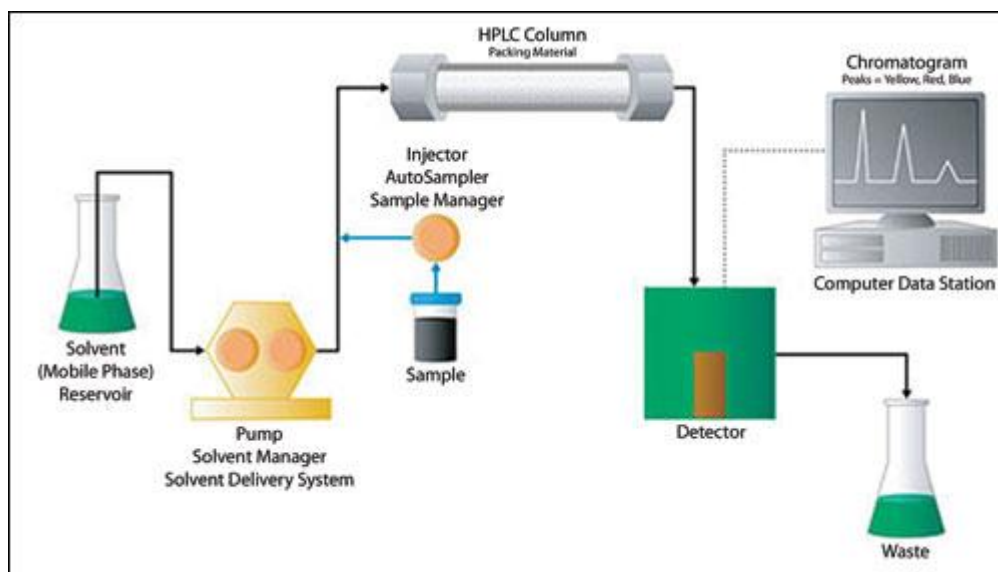 HPLC Column
Packing Material
Chromatogram
Peaks = Yellow, Red, Blue
Injector
AutoSampler
Sample Manager
Solvent
(Mobile Phase)
Reservoir
Sample
Pump
Solvent Manager
Solvent Delivery System
Computer Data Station
Detector
Waste